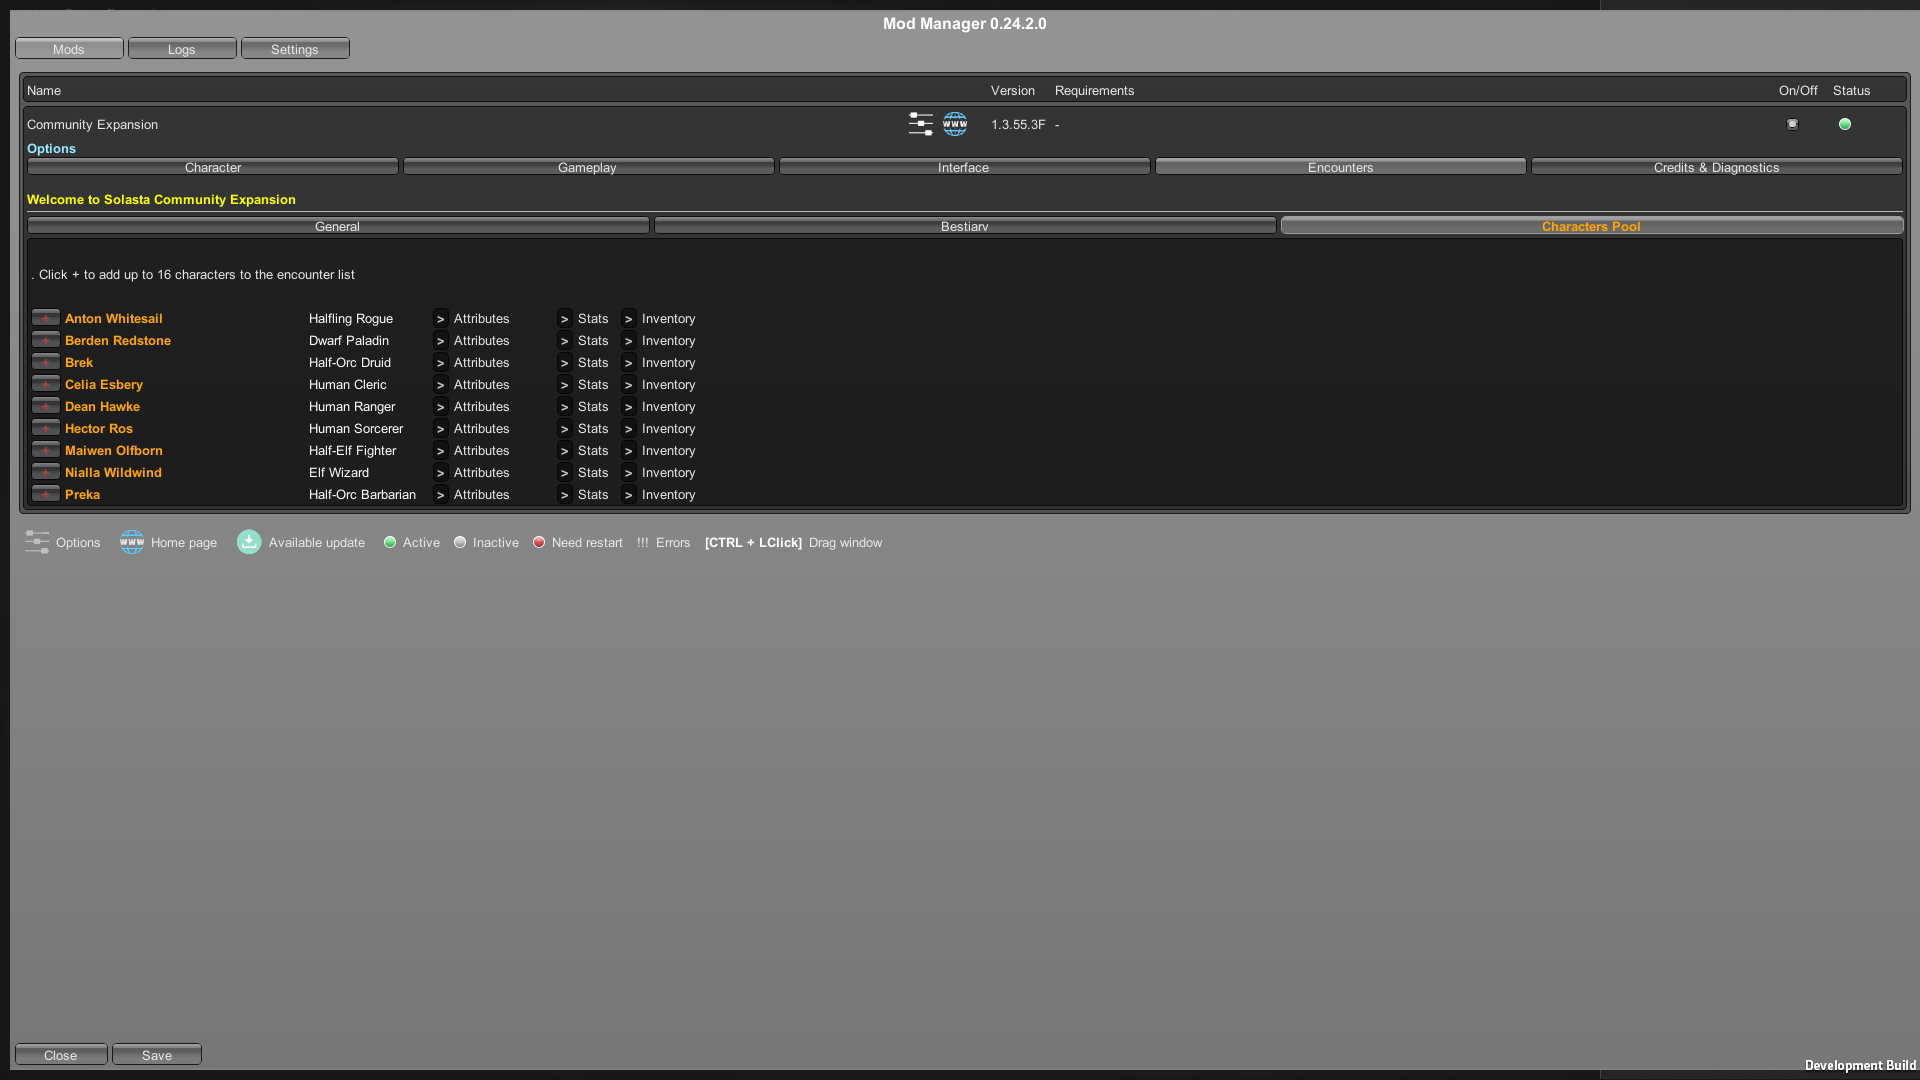 Mod Manager 0.24.2.0
Mods Logs Settings
Name Version Requirements On/Off Status
Community Expansion WWW 1.3.55.3F - 
Options
Character Gameplay Interface Encounters Credits & Diagnostics
Welcome to Solasta Community Expansion
General Bestiary Characters Pool
. Click + to add up to 16 characters to the encounter list
+ Anton Whitesail Halfling Rogue > Attributes > Stats > Inventory
+ Berden Redstone Dwarf Paladin > Attributes > Stats > Inventory
+ Brek Half-Orc Druid > Attributes > Stats > Inventory
+ Celia Esbery Human Cleric > Attributes > Stats > Inventory
+ Dean Hawke Human Ranger > Attributes > Stats > Inventory
+ Hector Ros Human Sorcerer > Attributes > Stats > Inventory
+ Maiwen Olfborn Half-Elf Fighter > Attributes > Stats > Inventory
+ Nialla Wildwind Elf Wizard > Attributes > Stats > Inventory
+ Preka Half-Orc Barbarian > Attributes > Stats > Inventory
Options WWW Home page Available update Active Inactive Need restart !!! Errors [CTRL + LClick] Drag window
Close Save
Development Build